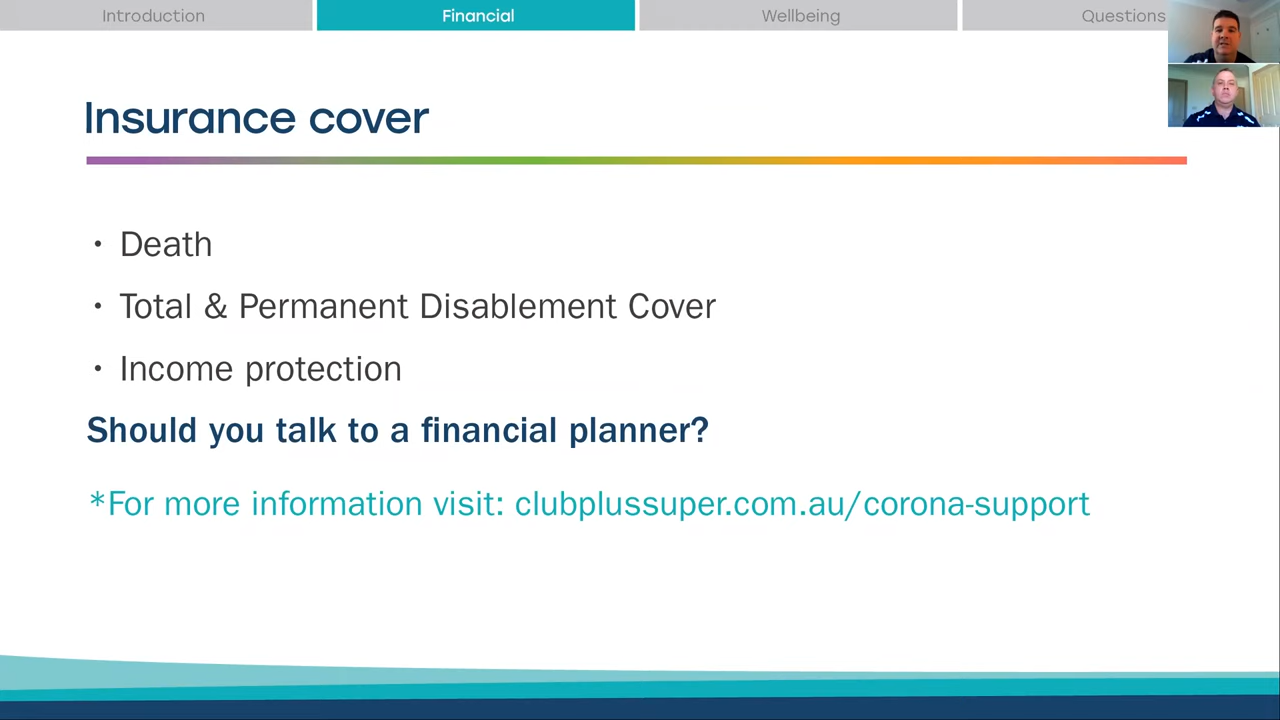 Introduction
Financial
Wellbeing
Questions
Insurance cover
• Death
• Total & Permanent Disablement Cover
• Income protection
Should you talk to a financial planner?
*For more information visit: clubplussuper.com.au/corona-support